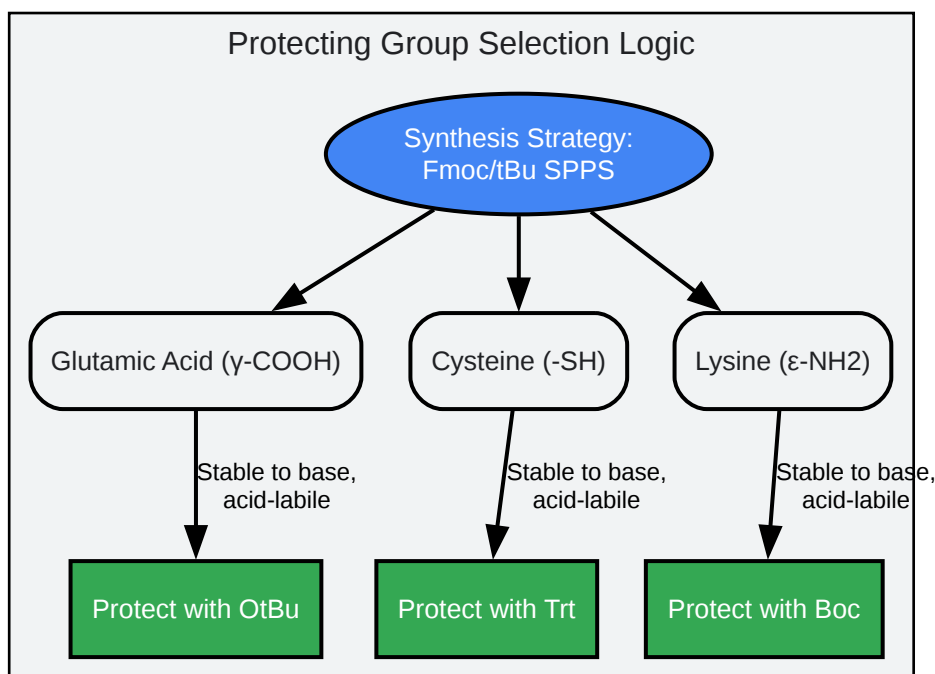 Protecting Group Selection Logic
Synthesis Strategy:
Fmoc/tBu SPPS
Glutamic Acid (γ-COOH)
Cysteine (-SH)
Lysine (ε-NH2)
Stable to base,
acid-labile
Stable to base,
acid-labile
Stable to base,
acid-labile
Protect with OtBu
Protect with Trt
Protect with Boc